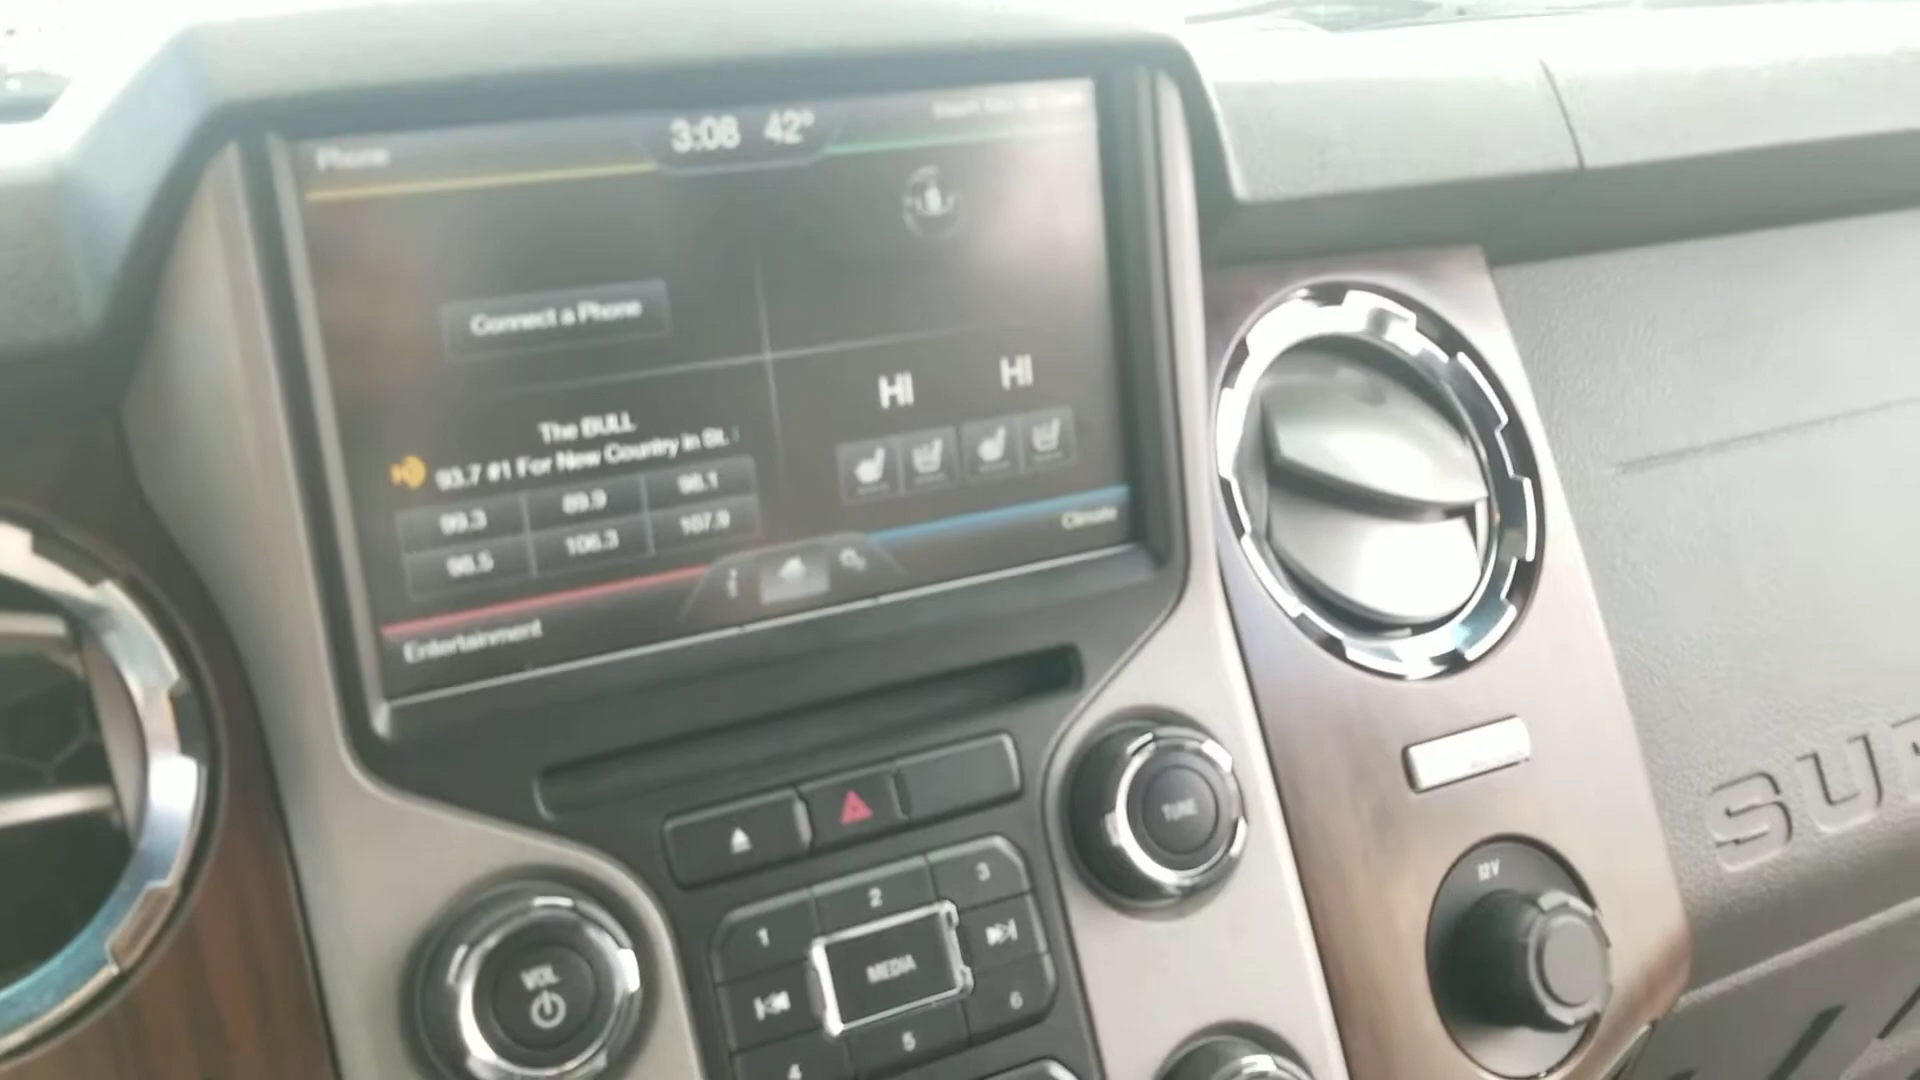 Phone
3:08 42°
Connect a Phone
HI HI
The BULL
93.7 #1 For New Country in St.
99.3 89.9 98.1
98.5 106.3 107.9
Climate
Entertainment
TUNE
VOL
1 2 3
MEDIA
4 5 6
12V
SU